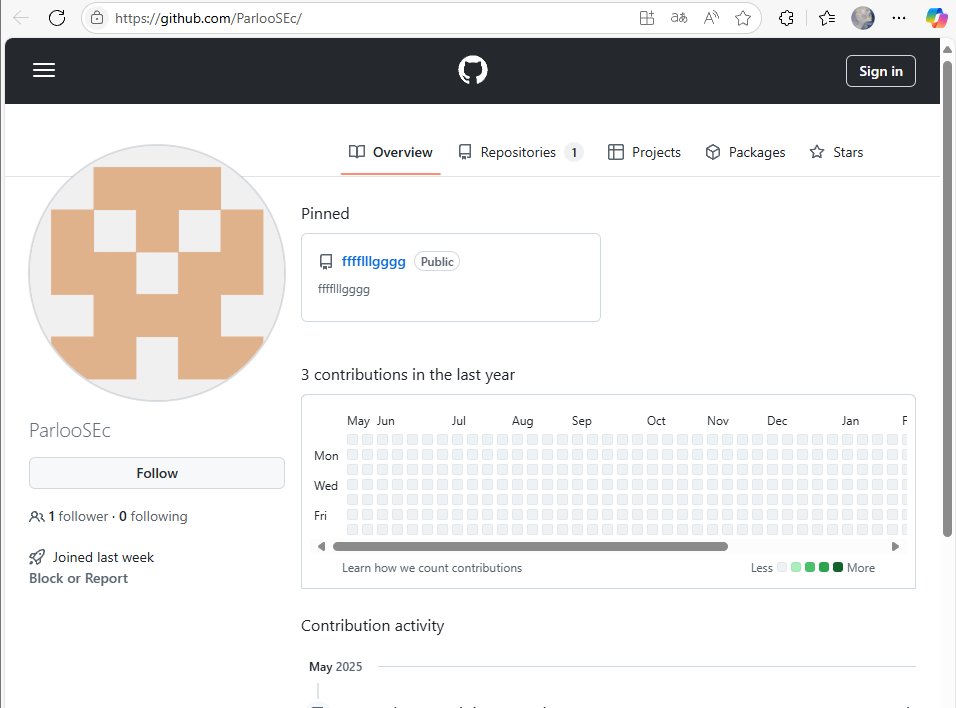 https://github.com/ParlooSEc/
Sign in
Overview
Repositories 1
Projects
Packages
Stars
Pinned
ffffllllgggg Public
ffffllllgggg
3 contributions in the last year
May Jun Jul Aug Sep Oct Nov Dec Jan
Mon
Wed
Fri
Learn how we count contributions
Less More
ParlooSEc
Follow
1 follower · 0 following
Joined last week
Block or Report
Contribution activity
May 2025